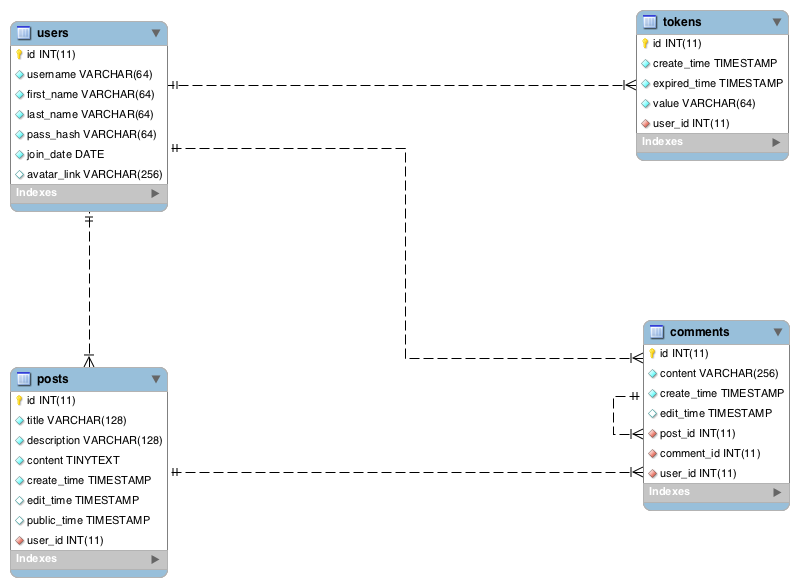 users
id INT(11)
username VARCHAR(64)
first_name VARCHAR(64)
last_name VARCHAR(64)
pass_hash VARCHAR(64)
join_date DATE
avatar_link VARCHAR(256)
Indexes
tokens
id INT(11)
create_time TIMESTAMP
expired_time TIMESTAMP
value VARCHAR(64)
user_id INT(11)
Indexes
posts
id INT(11)
title VARCHAR(128)
description VARCHAR(128)
content TINYTEXT
create_time TIMESTAMP
edit_time TIMESTAMP
public_time TIMESTAMP
user_id INT(11)
Indexes
comments
id INT(11)
content VARCHAR(256)
create_time TIMESTAMP
edit_time TIMESTAMP
post_id INT(11)
comment_id INT(11)
user_id INT(11)
Indexes